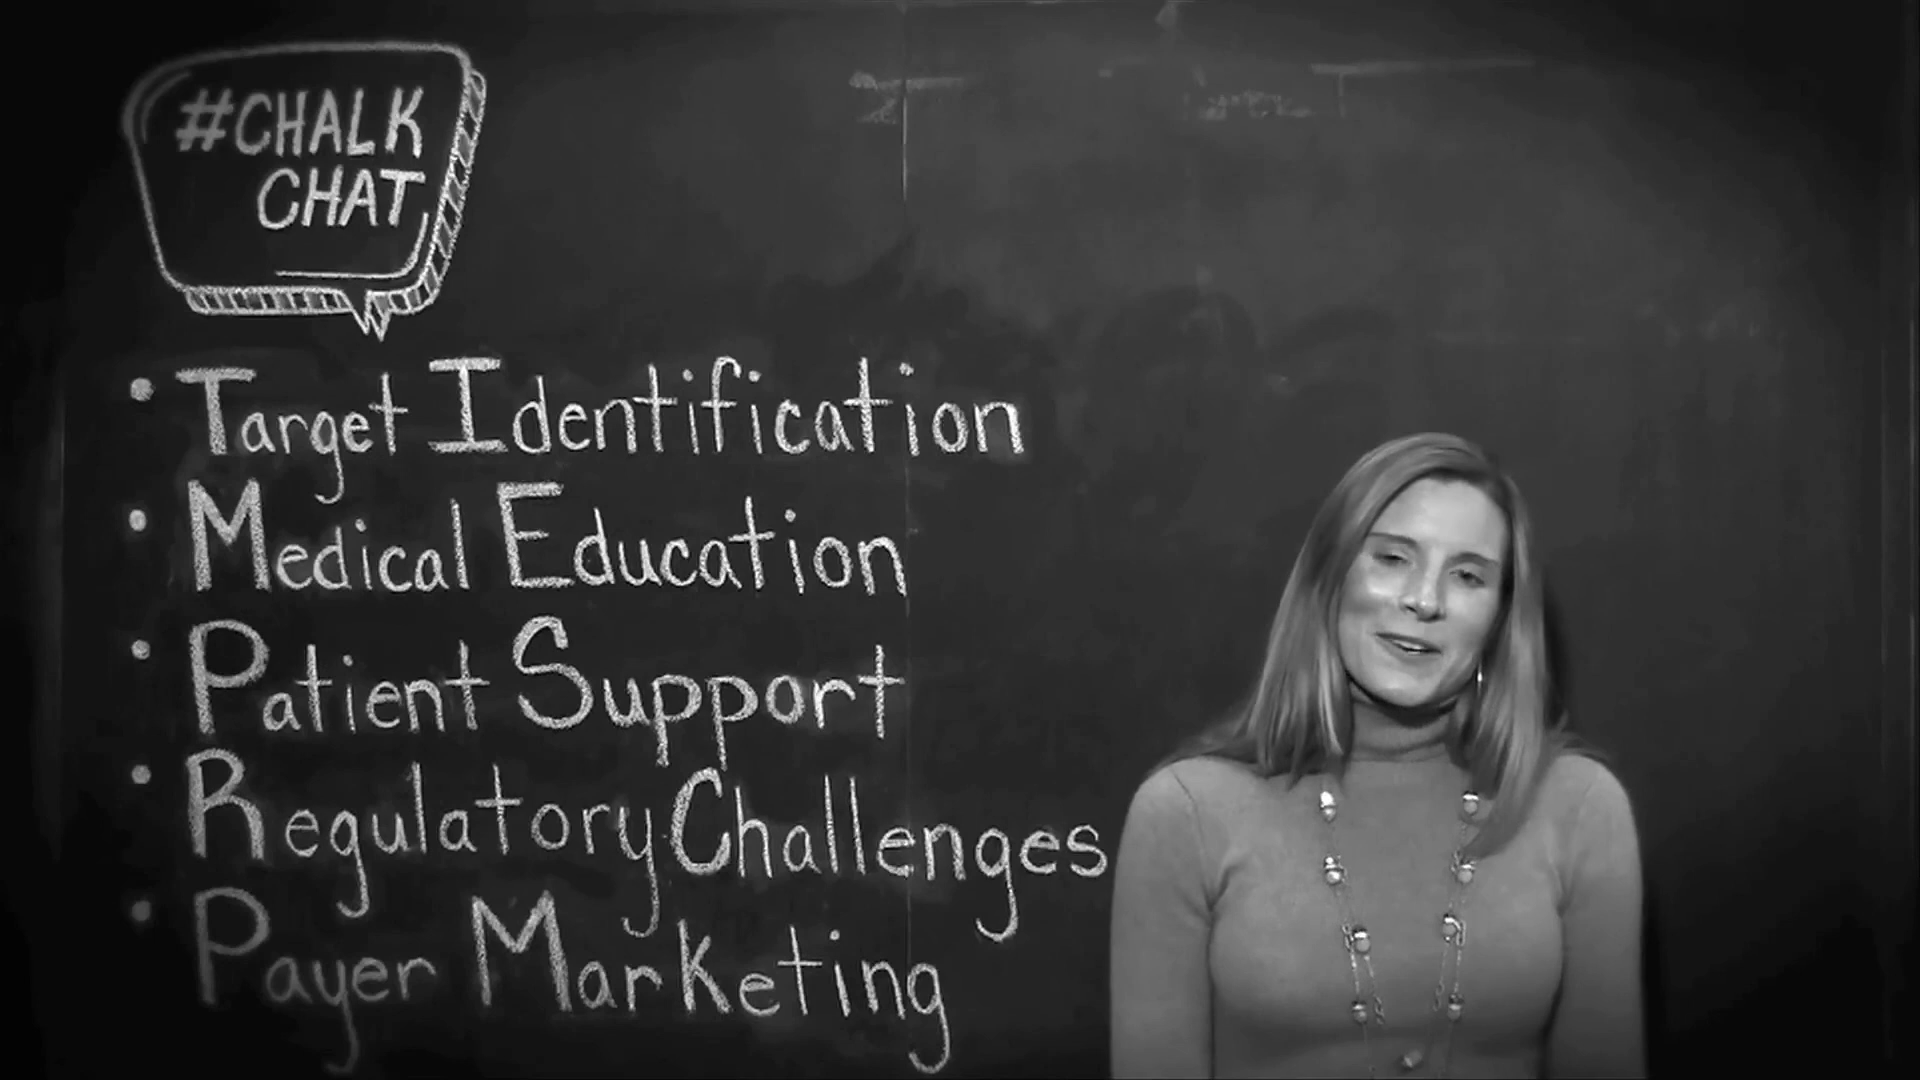 #CHALK
CHAT
• Target Identification
• Medical Education
• Patient Support
• Regulatory Challenges
• Payer Marketing